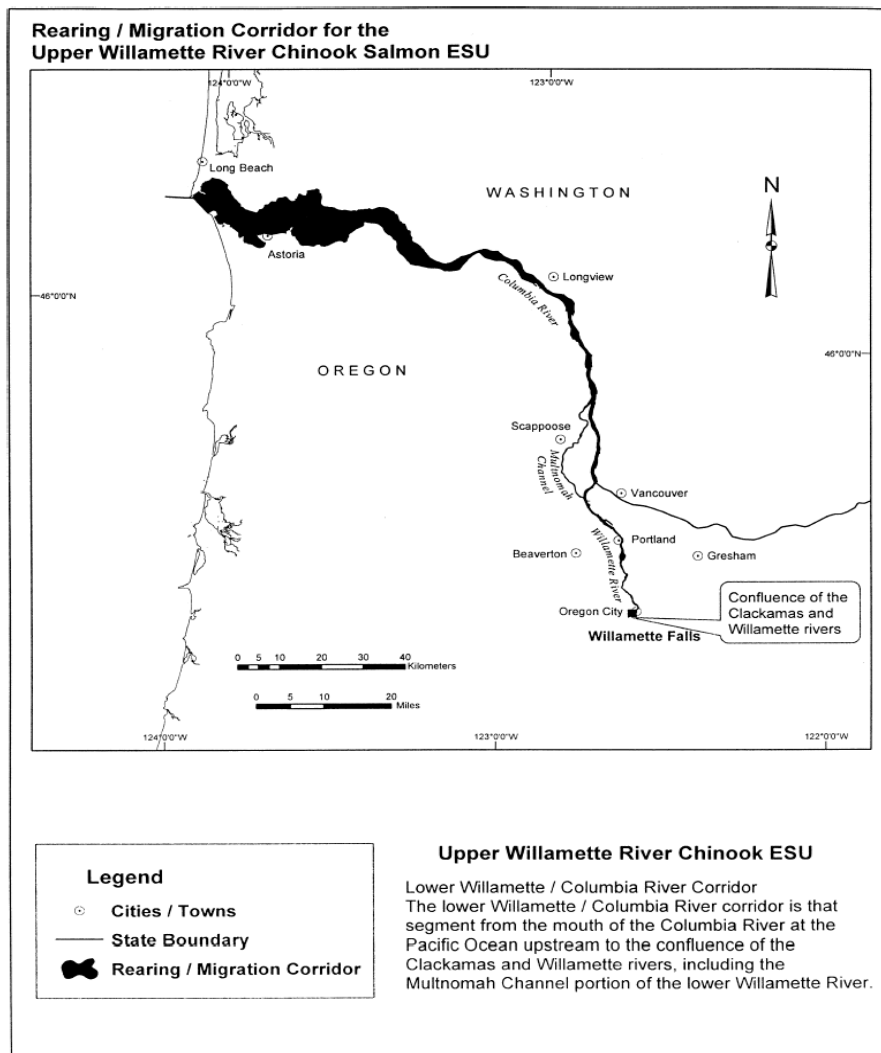 Rearing / Migration Corridor for the
Upper Willamette River Chinook Salmon ESU
124°0'0"W
123°0'0"W
Long Beach
WASHINGTON
N
Astoria
Longview
Columbia River
46°0'0"N
46°0'0"N
OREGON
Scappoose
Multnomah
Channel
Vancouver
Portland
Beaverton
Gresham
Willamette River
Confluence of the
Clackamas and
Willamette rivers
Oregon City
Willamette Falls
0 5 10 20 30 40
Kilometers
0 5 10 20
Miles
124°0'0"W
123°0'0"W
122°0'0"W
Legend
Cities / Towns
State Boundary
Rearing / Migration Corridor
Upper Willamette River Chinook ESU
Lower Willamette / Columbia River Corridor
The lower Willamette / Columbia River corridor is that
segment from the mouth of the Columbia River at the
Pacific Ocean upstream to the confluence of the
Clackamas and Willamette rivers, including the
Multnomah Channel portion of the lower Willamette River.